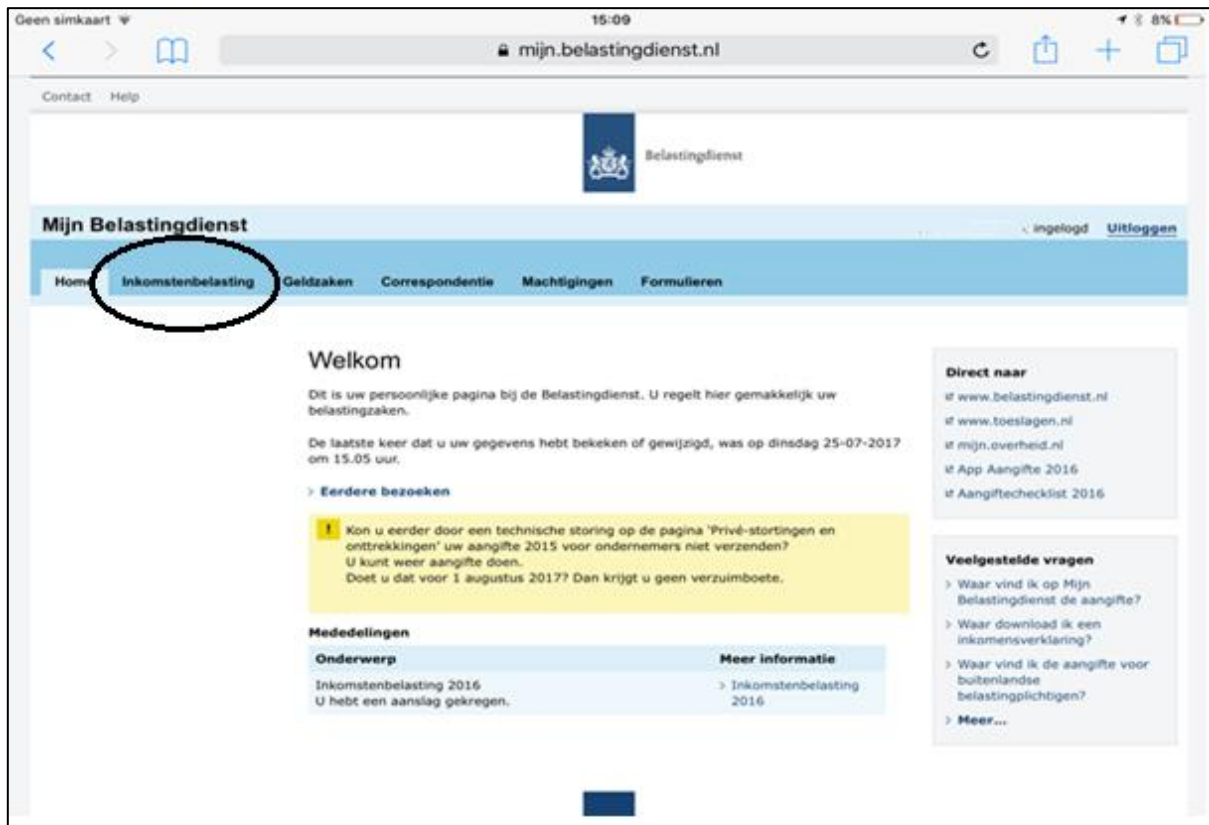 Geen simkaart 15:09 8%
mijn.belastingdienst.nl
Contact Help
Belastingdienst
Mijn Belastingdienst
ingelogd Uitloggen
Home Inkomstenbelasting Geldzaken Correspondentie Machtigingen Formulieren
Welkom
Dit is uw persoonlijke pagina bij de Belastingdienst. U regelt hier gemakkelijk uw
belastingzaken.
De laatste keer dat u uw gegevens hebt bekeken of gewijzigd, was op dinsdag 25-07-2017
om 15.05 uur.
> Eerdere bezoeken
! Kon u eerder door een technische storing op de pagina 'Privé-stortingen en
onttrekkingen' uw aangifte 2015 voor ondernemers niet verzenden?
U kunt weer aangifte doen.
Doet u dat voor 1 augustus 2017? Dan krijgt u geen verzuimboete.
Mededelingen
Onderwerp Meer informatie
Inkomstenbelasting 2016 > Inkomstenbelasting
U hebt een aanslag gekregen. 2016
Direct naar
www.belastingdienst.nl
www.toeslagen.nl
mijn.overheid.nl
App Aangifte 2016
Aangiftechecklist 2016
Veelgestelde vragen
> Waar vind ik op Mijn
Belastingdienst de aangifte?
> Waar download ik een
inkomensverklaring?
> Waar vind ik de aangifte voor
buitenlandse
belastingplichtigen?
> Meer...